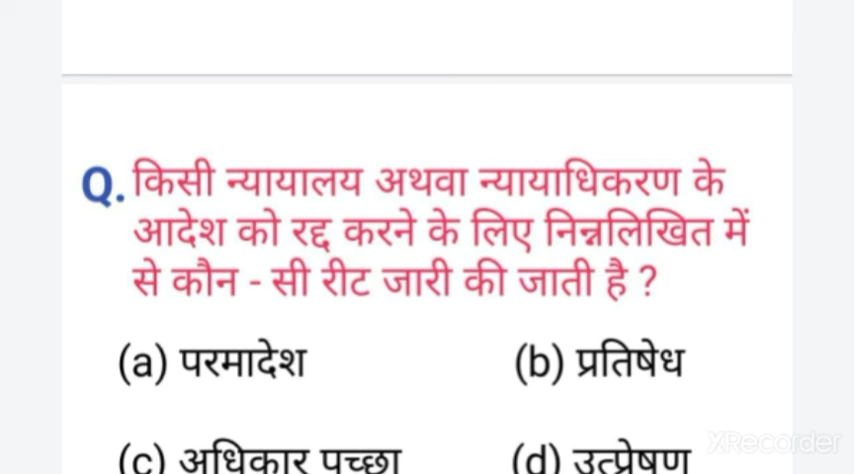 Q. किसी न्यायालय अथवा न्यायाधिकरण के
आदेश को रद्द करने के लिए निन्नलिखित में
से कौन - सी रीट जारी की जाती है ?
(a) परमादेश (b) प्रतिषेध
(c) अधिकार पृच्छा (d) उत्प्रेषण
XRecorder